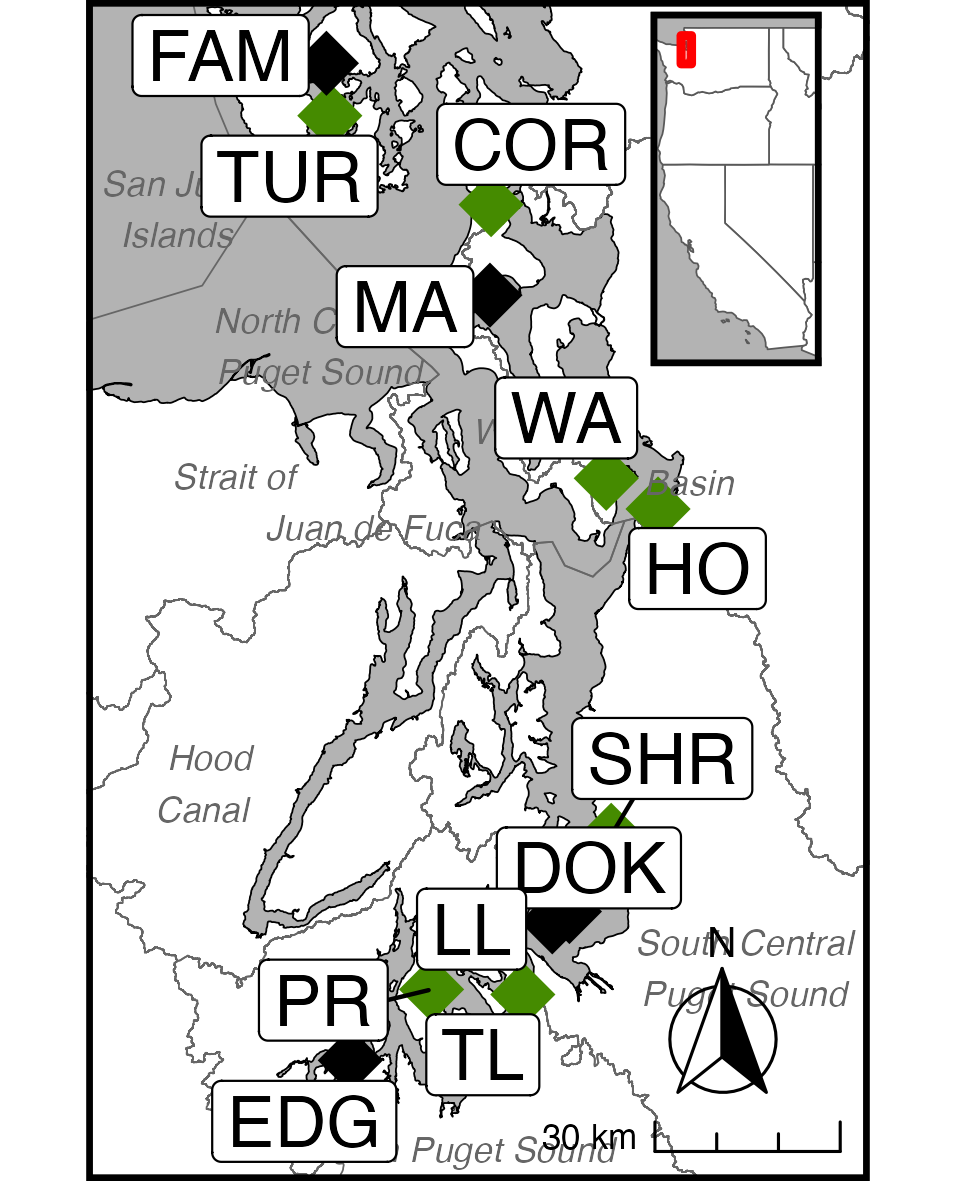 FAM
COR
TUR
San Ju
Islands
MA
North C
Puget Sound
WA
W
Basin
Strait of
Juan de Fuca
HO
SHR
Hood
Canal
DOK
LL
N
South Central
Puget Sound
PR
TL
EDG
30 km
Puget Sound